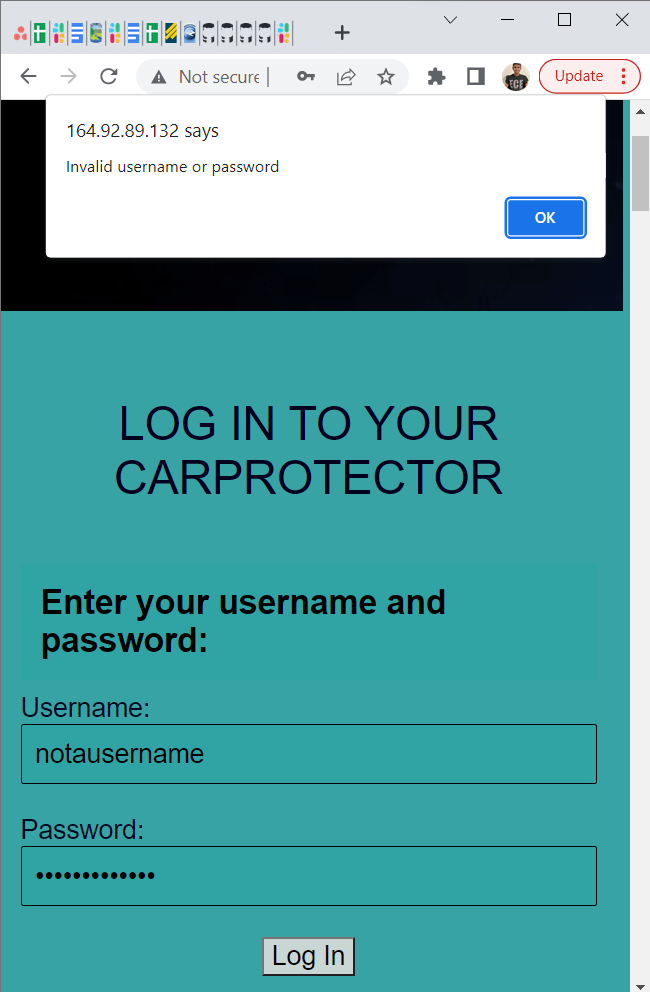 Not secure
Update
164.92.89.132 says
Invalid username or password
OK
LOG IN TO YOUR
CARPROTECTOR
Enter your username and
password:
Username:
notausername
Password:
•••••••••••••
Log In